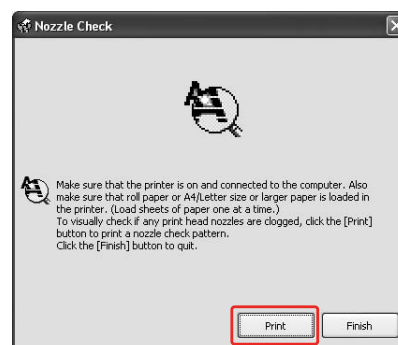 Nozzle Check
Make sure that the printer is on and connected to the computer. Also
make sure that roll paper or A4/Letter size or larger paper is loaded in
the printer. (Load sheets of paper one at a time.)
To visually check if any print head nozzles are clogged, click the [Print]
button to print a nozzle check pattern.
Click the [Finish] button to quit.
Print
Finish